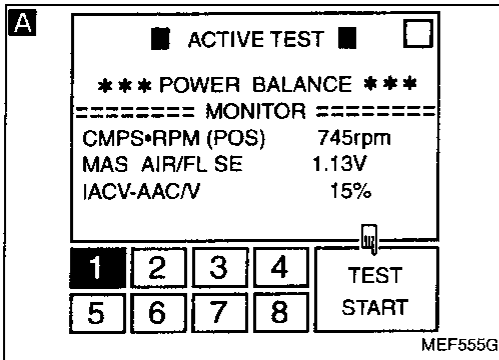 A
■ ACTIVE TEST ■
*** POWER BALANCE ***
======== MONITOR ========
CMPS•RPM (POS) 745rpm
MAS AIR/FL SE 1.13V
IACV-AAC/V 15%
1 2 3 4
5 6 7 8
TEST
START
MEF555G